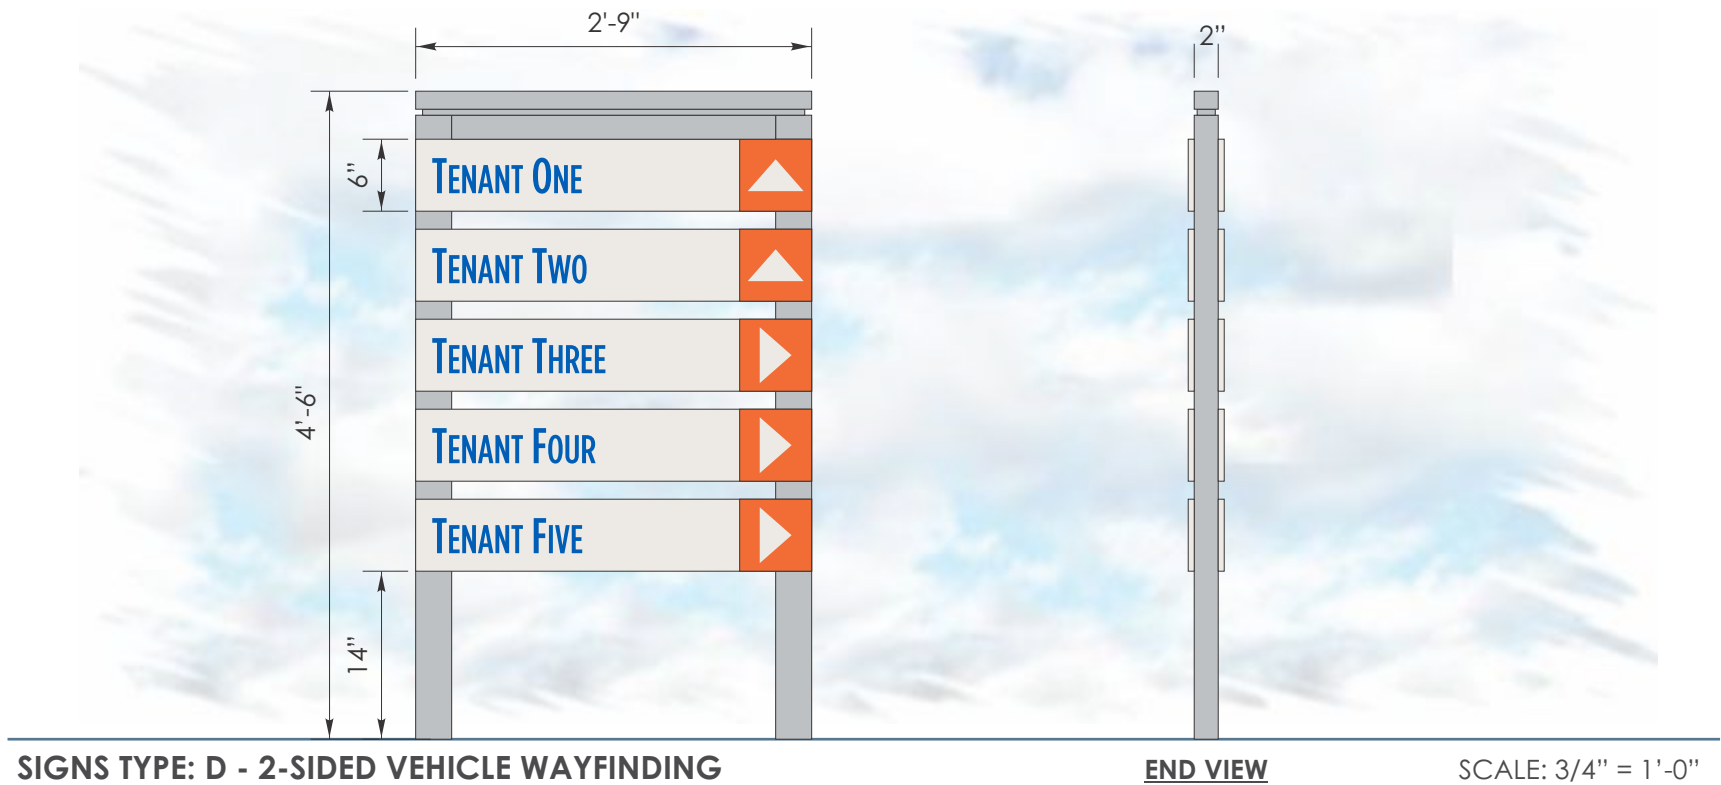 2'-9"
2”
6”
TENANT ONE
TENANT TWO
TENANT THREE
4'-6"
TENANT FOUR
TENANT FIVE
14”
SIGNS TYPE: D - 2-SIDED VEHICLE WAYFINDING
END VIEW
SCALE: 3/4” = 1’-0”